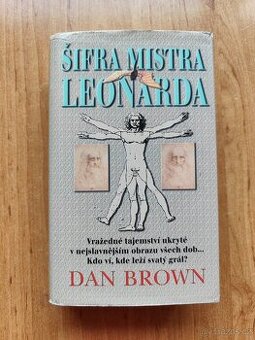 ŠIFRA MISTRA
LEONARDA
Vražedné tajemství ukryté
v nejslavnějším obrazu všech dob...
Kdo ví, kde leží svatý grál?
DAN BROWN